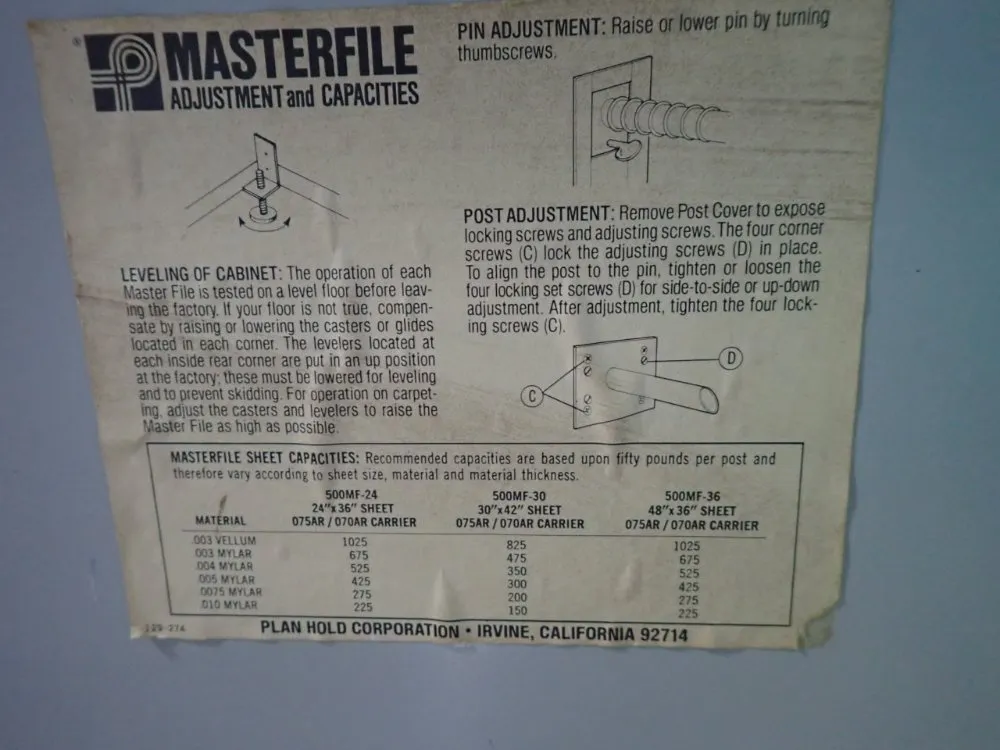 ®
MASTERFILE
ADJUSTMENT and CAPACITIES
LEVELING OF CABINET: The operation of each
Master File is tested on a level floor before leav-
ing the factory. If your floor is not true, compen-
sate by raising or lowering the casters or glides
located in each corner. The levelers located at
each inside rear corner are put in an up position
at the factory; these must be lowered for leveling
and to prevent skidding. For operation on carpet-
ing, adjust the casters and levelers to raise the
Master File as high as possible.
PIN ADJUSTMENT: Raise or lower pin by turning
thumbscrews.
POST ADJUSTMENT: Remove Post Cover to expose
locking screws and adjusting screws. The four corner
screws (C) lock the adjusting screws (D) in place.
To align the post to the pin, tighten or loosen the
four locking set screws (D) for side-to-side or up-down
adjustment. After adjustment, tighten the four lock-
ing screws (C).
C
D
MASTERFILE SHEET CAPACITIES: Recommended capacities are based upon fifty pounds per post and
therefore vary according to sheet size, material and material thickness.
500MF-24 500MF-30 500MF-36
24"x36" SHEET 30"x42" SHEET 48"x36" SHEET
MATERIAL 075AR / 070AR CARRIER 075AR / 070AR CARRIER 075AR / 070AR CARRIER
.003 VELLUM 1025 825 1025
.003 MYLAR 675 475 675
.004 MYLAR 525 350 525
.005 MYLAR 425 300 425
.0075 MYLAR 275 200 275
.010 MYLAR 225 150 225
129 274
PLAN HOLD CORPORATION • IRVINE, CALIFORNIA 92714